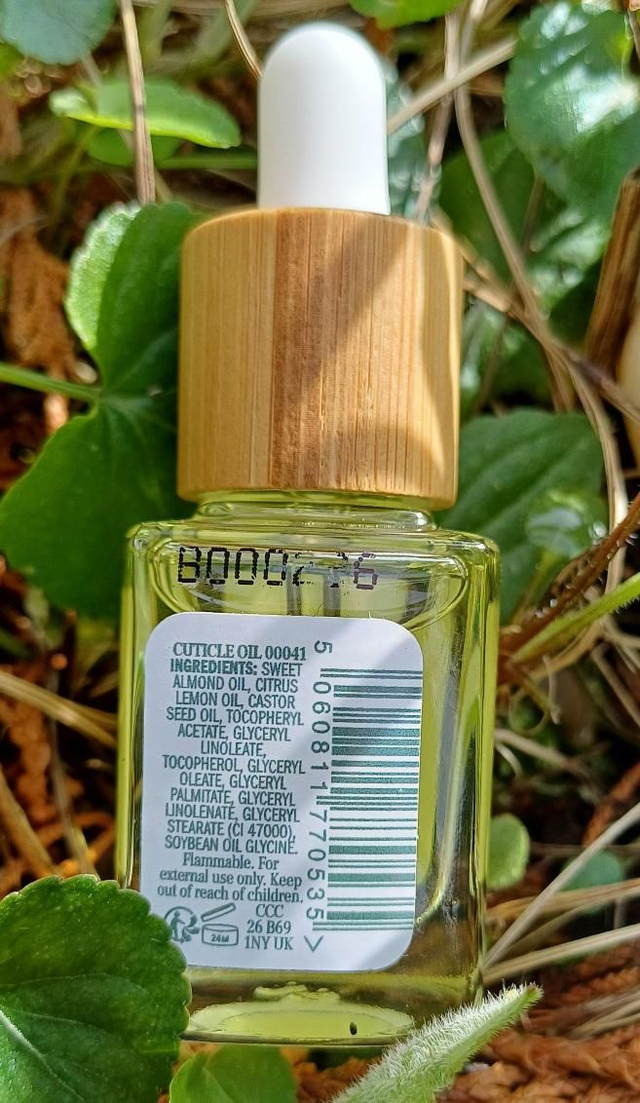 CUTICLE OIL 00041
INGREDIENTS: SWEET
ALMOND OIL, CITRUS
LEMON OIL, CASTOR
SEED OIL, TOCOPHERYL
ACETATE, GLYCERYL
LINOLEATE,
TOCOPHEROL, GLYCERYL
OLEATE, GLYCERYL
PALMITATE, GLYCERYL
LINOLENATE, GLYCERYL
STEARATE (CI 47000),
SOYBEAN OIL GLYCINE.
Flammable. For
external use only. Keep
out of reach of children.
CCC
26 B69
1NY UK
24M
5 060811 770535 >